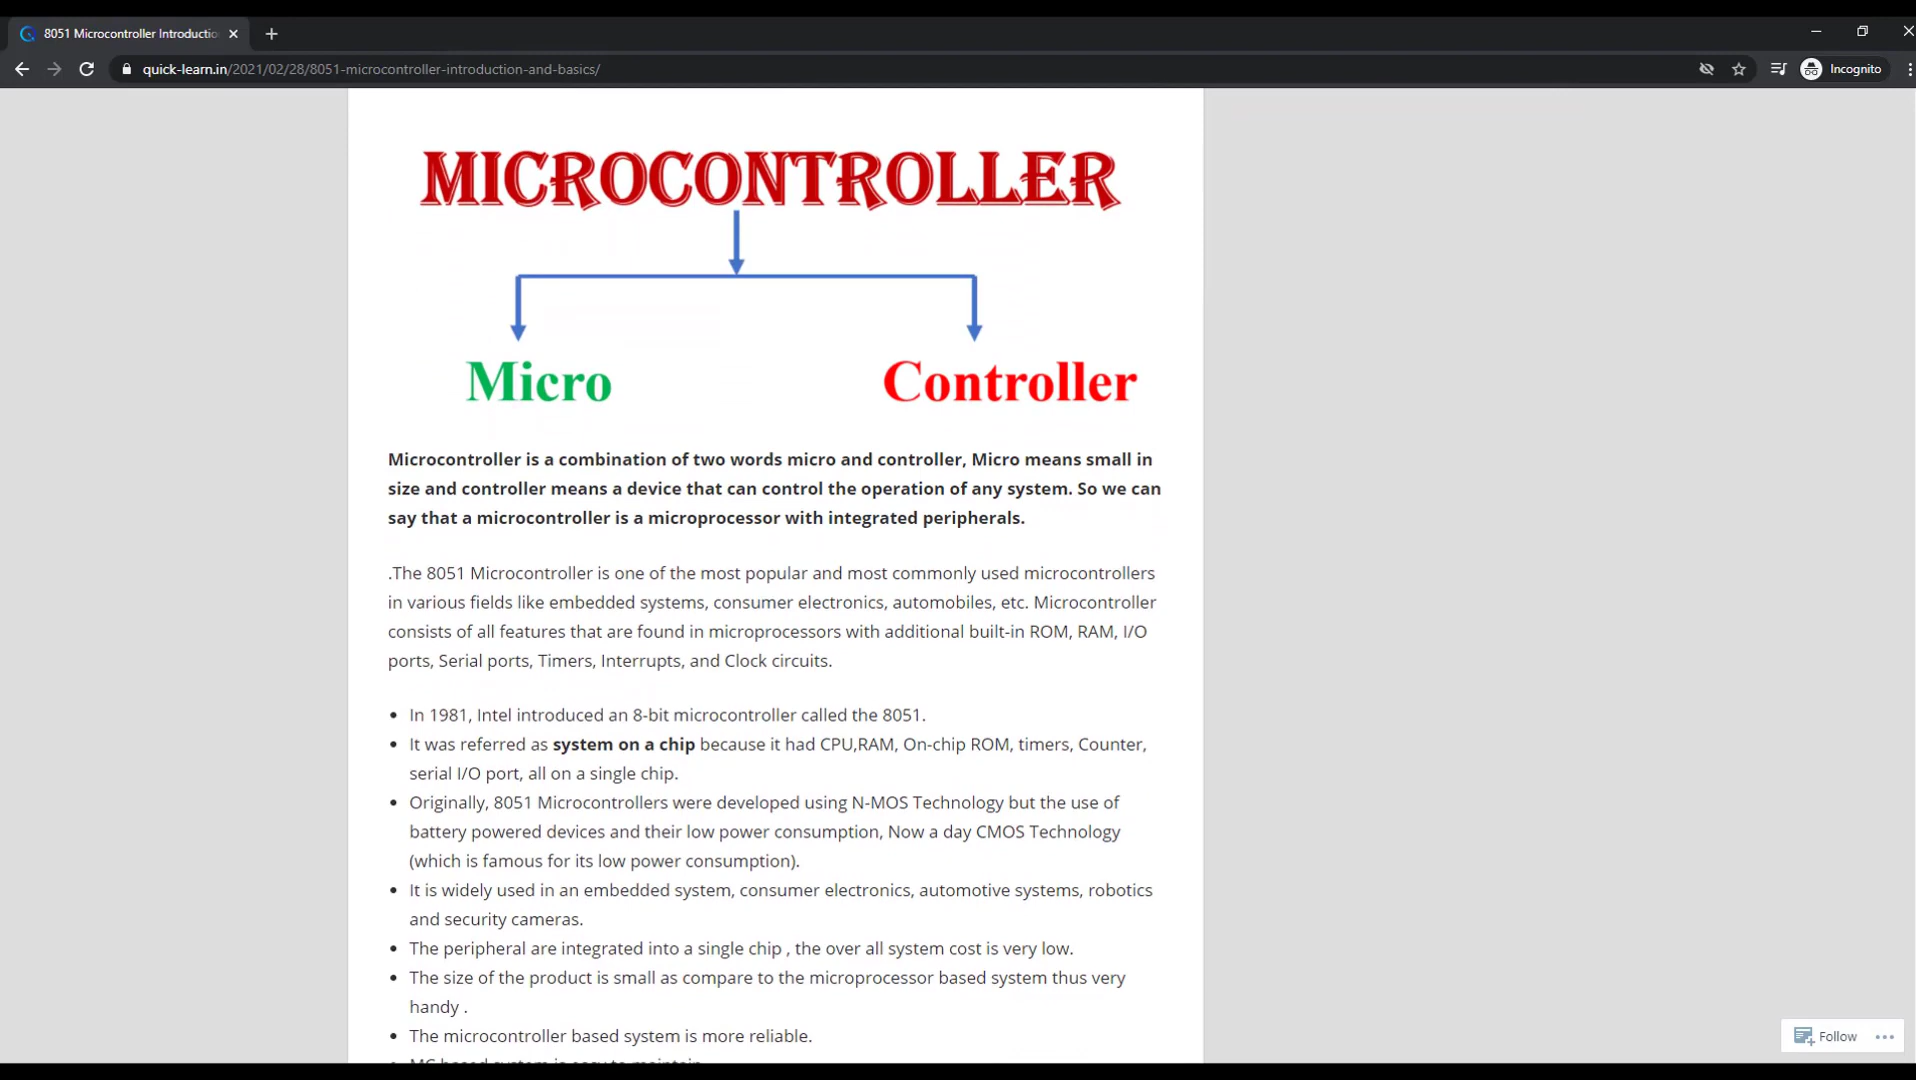 8051 Microcontroller Introductio
quick-learn.in/2021/02/28/8051-microcontroller-introduction-and-basics/
Incognito
MICROCONTROLLER
Micro
Controller
Microcontroller is a combination of two words micro and controller, Micro means small in
size and controller means a device that can control the operation of any system. So we can
say that a microcontroller is a microprocessor with integrated peripherals.
.The 8051 Microcontroller is one of the most popular and most commonly used microcontrollers
in various fields like embedded systems, consumer electronics, automobiles, etc. Microcontroller
consists of all features that are found in microprocessors with additional built-in ROM, RAM, I/O
ports, Serial ports, Timers, Interrupts, and Clock circuits.
• In 1981, Intel introduced an 8-bit microcontroller called the 8051.
• It was referred as system on a chip because it had CPU,RAM, On-chip ROM, timers, Counter,
serial I/O port, all on a single chip.
• Originally, 8051 Microcontrollers were developed using N-MOS Technology but the use of
battery powered devices and their low power consumption, Now a day CMOS Technology
(which is famous for its low power consumption).
• It is widely used in an embedded system, consumer electronics, automotive systems, robotics
and security cameras.
• The peripheral are integrated into a single chip , the over all system cost is very low.
• The size of the product is small as compare to the microprocessor based system thus very
handy .
• The microcontroller based system is more reliable.
• MC based system is easy to maintain
Follow